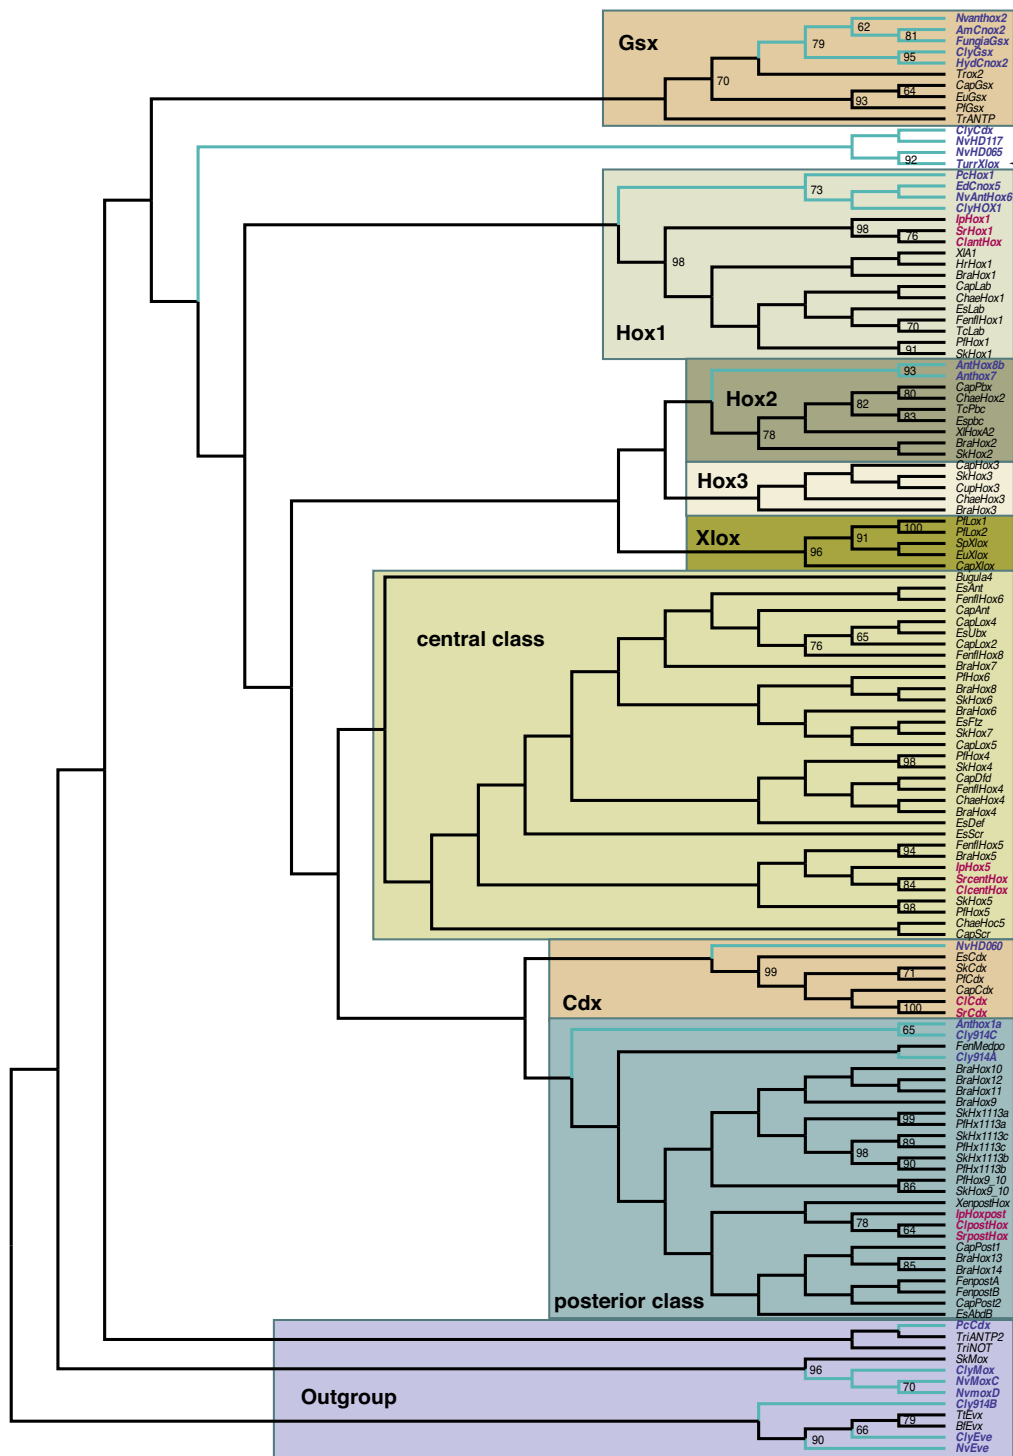 Gsx
Nvanthox2
62
AmCnox2
81
FungiaGsx
79
ClyGsx
95
HydCnox2
70
Trox2
CapGsx
64
EuGsx
93
PfGsx
TrANTP
ClyCdx
NvHD117
NvHD065
92
TurrXlox
Hox1
PcHox1
73
EdCnox5
NvAntHox6
ClyHOX1
IpHox1
98
SrHox1
76
ClantHox
98
XlA1
HrHox1
BraHox1
CapLab
ChaeHox1
EsLab
FenflHox1
70
TcLab
PfHox1
91
SkHox1
Hox2
AntHox8b
93
Anthox7
CapPbx
80
ChaeHox2
82
TcPbc
83
Espbc
78
XlHoxA2
BraHox2
SkHox2
Hox3
CapHox3
SkHox3
CupHox3
ChaeHox3
BraHox3
Xlox
PfLox1
100
PfLox2
91
SpXlox
96
EuXlox
CapXlox
central class
Bugula4
EsAnt
FenflHox6
CapAnt
CapLox4
65
EsUbx
76
CapLox2
FenflHox8
BraHox7
PfHox6
BraHox8
SkHox6
BraHox6
EsFtz
SkHox7
CapLox5
PfHox4
98
SkHox4
CapDfd
FenflHox4
ChaeHox4
BraHox4
EsDef
EsScr
FenflHox5
94
BraHox5
IpHox5
SrcentHox
84
ClcentHox
SkHox5
98
PfHox5
ChaeHoc5
CapScr
Cdx
NvHD060
EsCdx
99
SkCdx
71
PfCdx
CapCdx
ClCdx
100
SrCdx
posterior class
Anthox1a
65
Cly914C
FenMedpo
Cly914A
BraHox10
BraHox12
BraHox11
BraHox9
SkHx1113a
99
PfHx1113a
SkHx1113c
89
PfHx1113c
98
SkHx1113b
90
PfHx1113b
PfHox9_10
86
SkHox9_10
XenpostHox
IpHoxpost
78
ClpostHox
64
SrpostHox
CapPost1
BraHox13
85
BraHox14
FenpostA
FenpostB
CapPost2
EsAbdB
Outgroup
PcCdx
TriANTP2
TriNOT
SkMox
96
ClyMox
NvMoxC
70
NvmoxD
Cly914B
TtEvx
79
BfEvx
66
ClyEve
90
NvEve